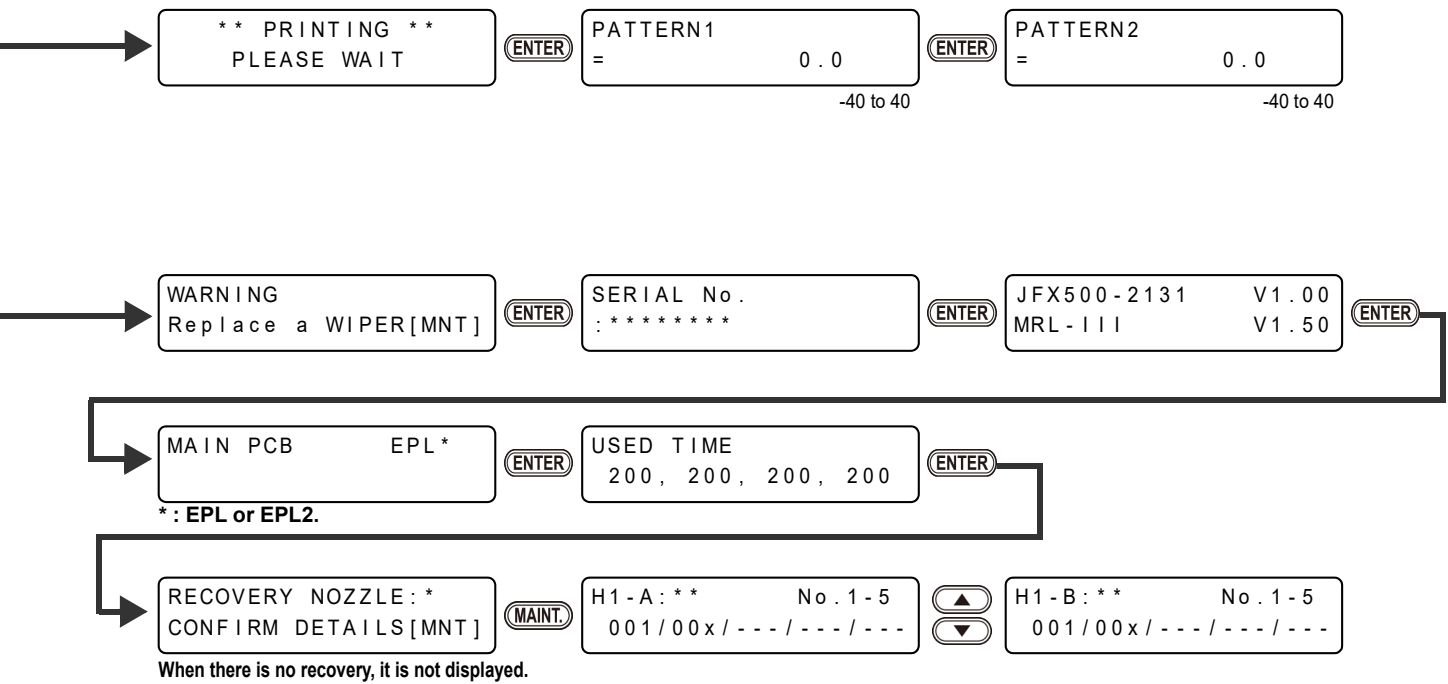 ** PRINTING **
PLEASE WAIT
ENTER
PATTERN1
= 0.0
-40 to 40
ENTER
PATTERN2
= 0.0
-40 to 40
WARNING
Replace a WIPER[MNT]
ENTER
SERIAL No.
:********
ENTER
JFX500-2131 V1.00
MRL-III V1.50
ENTER
MAIN PCB EPL*
* : EPL or EPL2.
ENTER
USED TIME
200, 200, 200, 200
ENTER
RECOVERY NOZZLE:*
CONFIRM DETAILS[MNT]
When there is no recovery, it is not displayed.
MAINT.
H1-A:** No.1-5
001/00x/---/---/---
H1-B:** No.1-5
001/00x/---/---/---